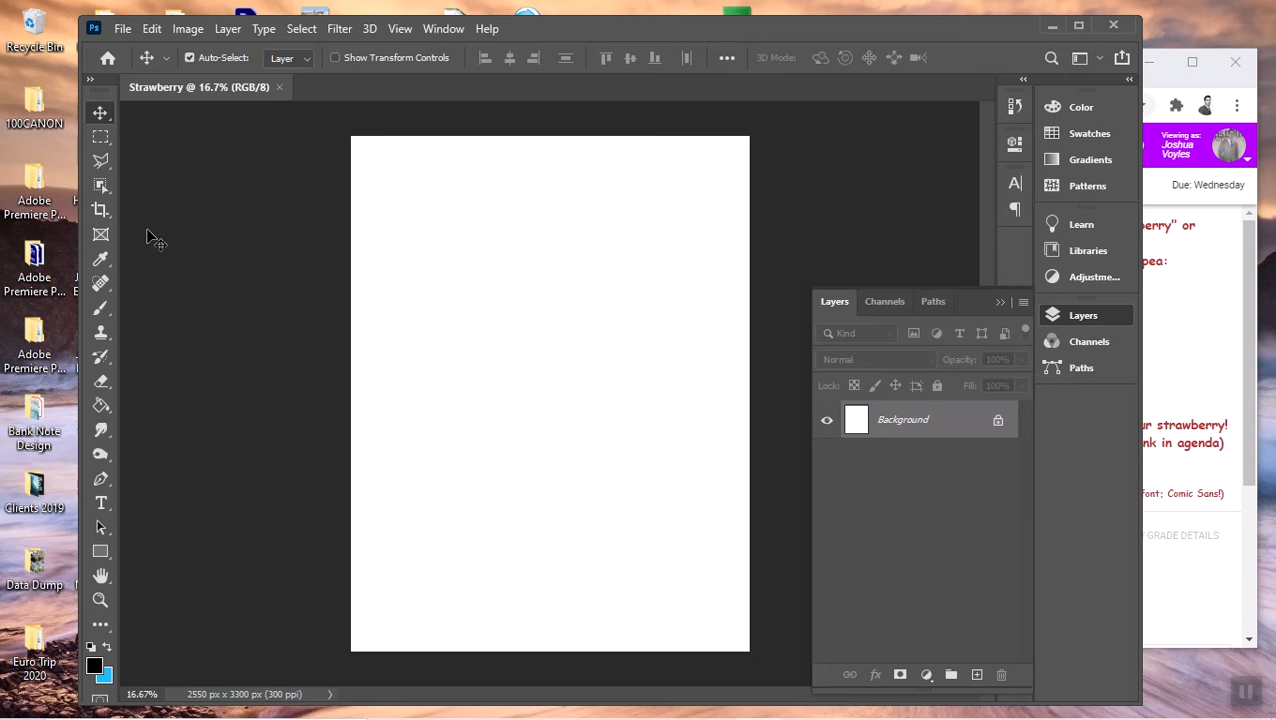 Recycle Bin
100CANON
Adobe
Premiere P...
Adobe
Premiere P...
Adobe
Premiere P...
Bank Note
Design
Clients 2019
Data Dump
Euro Trip
2020
Ps File Edit Image Layer Type Select Filter 3D View Window Help
Auto-Select: Layer Show Transform Controls 3D Mode:
Strawberry @ 16.7% (RGB/8)
T
A
Color
Swatches
Gradients
Patterns
Learn
Libraries
Adjustme...
Layers
Channels
Paths
Layers Channels Paths
Kind T
Normal Opacity: 100%
Lock: Fill: 100%
Background
fx
16.67% 2550 px x 3300 px (300 ppi)
Viewing as:
Joshua
Voyles
Due: Wednesday
erry" or
pea:
ur strawberry!
nk in agenda)
font; Comic Sans!)
GRADE DETAILS